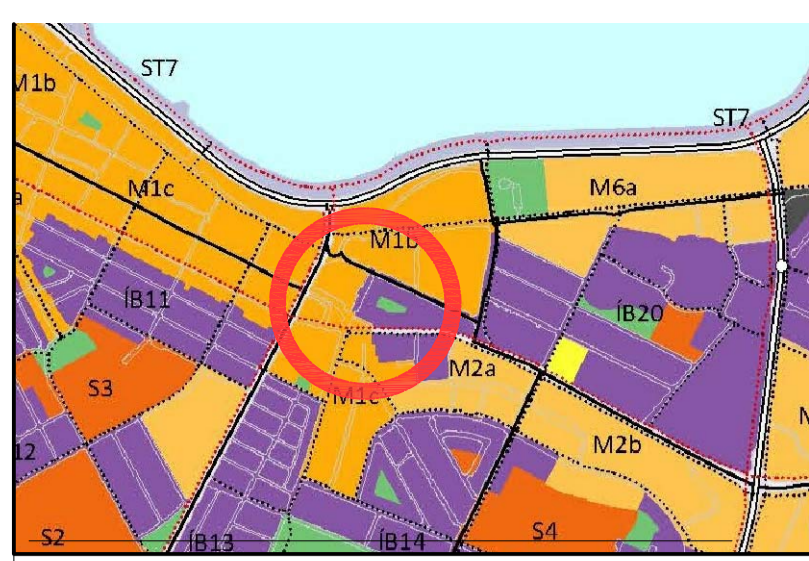 ST7
M1b
ST7
M1c
M6a
M1b
ÍB11
ÍB20
M2a
S3
M1c
M2b
12
S2
ÍB13
ÍB14
S4